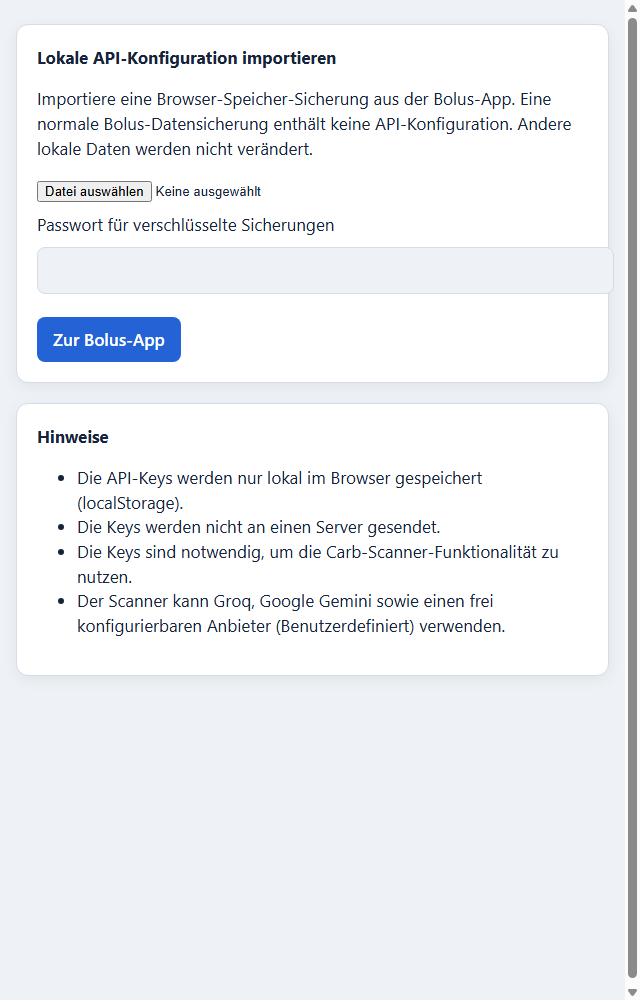 Lokale API-Konfiguration importieren
Importiere eine Browser-Speicher-Sicherung aus der Bolus-App. Eine
normale Bolus-Datensicherung enthält keine API-Konfiguration. Andere
lokale Daten werden nicht verändert.
Datei auswählen Keine ausgewählt
Passwort für verschlüsselte Sicherungen
Zur Bolus-App
Hinweise
• Die API-Keys werden nur lokal im Browser gespeichert
(localStorage).
• Die Keys werden nicht an einen Server gesendet.
• Die Keys sind notwendig, um die Carb-Scanner-Funktionalität zu
nutzen.
• Der Scanner kann Groq, Google Gemini sowie einen frei
konfigurierbaren Anbieter (Benutzerdefiniert) verwenden.